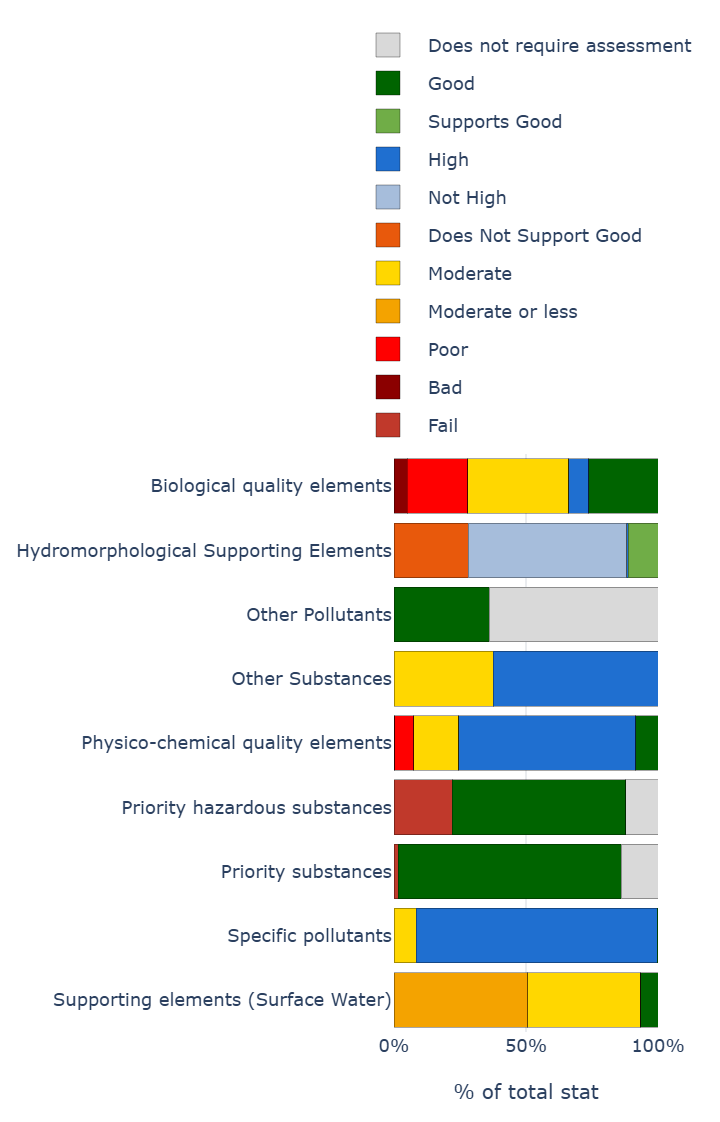 Does not require assessment
Good
Supports Good
High
Not High
Does Not Support Good
Moderate
Moderate or less
Poor
Bad
Fail
Biological quality elements
Hydromorphological Supporting Elements
Other Pollutants
Other Substances
Physico-chemical quality elements
Priority hazardous substances
Priority substances
Specific pollutants
Supporting elements (Surface Water)
0% 50% 100%
% of total stat